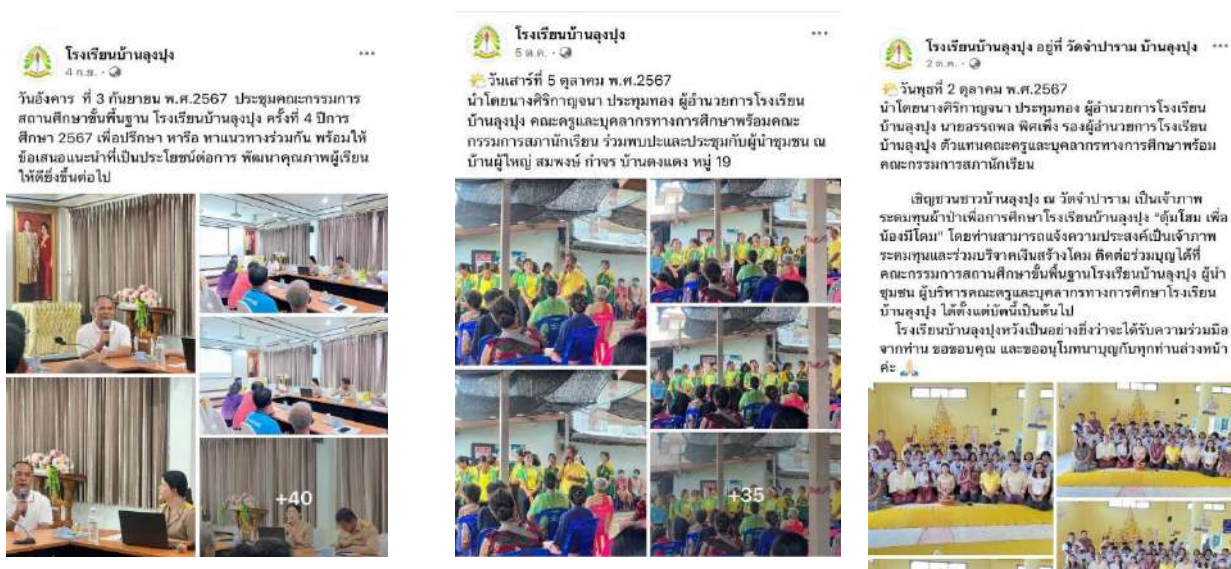 โรงเรียนบ้านลุงปุง
4 ก.ย.
วันอังคาร ที่ 3 กันยายน พ.ศ.2567 ประชุมคณะกรรมการ
สถานศึกษาขั้นพื้นฐาน โรงเรียนบ้านลุงปุง ครั้งที่ 4 ปีการ
ศึกษา 2567 เพื่อปรึกษา หารือ หาแนวทางร่วมกัน พร้อมให้
ข้อเสนอแนะนำที่เป็นประโยชน์ต่อการ พัฒนาคุณภาพผู้เรียน
ให้ดียิ่งขึ้นต่อไป
+40
โรงเรียนบ้านลุงปุง
5 ต.ค.
วันเสาร์ที่ 5 ตุลาคม พ.ศ.2567
นำโดยนางศิริกาญจนา ประทุมทอง ผู้อำนวยการโรงเรียน
บ้านลุงปุง คณะครูและบุคลากรทางการศึกษาพร้อมคณะ
กรรมการสภานักเรียน ร่วมพบปะและประชุมกับผู้นำชุมชน ณ
บ้านผู้ใหญ่ สมพงษ์ กำจร บ้านดงแดง หมู่ 19
+35
โรงเรียนบ้านลุงปุง อยู่ที่ วัดจำปาราม บ้านลุงปุง
2 ต.ค.
วันพุธที่ 2 ตุลาคม พ.ศ.2567
นำโดยนางศิริกาญจนา ประทุมทอง ผู้อำนวยการโรงเรียน
บ้านลุงปุง นายอรรถพล พิศเพ็ง รองผู้อำนวยการโรงเรียน
บ้านลุงปุง ตัวแทนคณะครูและบุคลากรทางการศึกษาพร้อม
คณะกรรมการสภานักเรียน
เชิญชวนชาวบ้านลุงปุง ณ วัดจำปาราม เป็นเจ้าภาพ
ระดมทุนผ้าป่าเพื่อการศึกษาโรงเรียนบ้านลุงปุง "ตุ้มโฮม เพื่อ
น้องมีโดม" โดยท่านสามารถแจ้งความประสงค์เป็นเจ้าภาพ
ระดมทุนและร่วมบริจาคเงินสร้างโดม ติดต่อร่วมบุญได้ที่
คณะกรรมการสถานศึกษาขั้นพื้นฐานโรงเรียนบ้านลุงปุง ผู้นำ
ชุมชน ผู้บริหารคณะครูและบุคลากรทางการศึกษาโรงเรียน
บ้านลุงปุง ได้ตั้งแต่บัดนี้เป็นต้นไป
โรงเรียนบ้านลุงปุงหวังเป็นอย่างยิ่งว่าจะได้รับความร่วมมือ
จากท่าน ขอขอบคุณ และขออนุโมทนาบุญกับทุกท่านล่วงหน้า
ค่ะ 🙏🏻